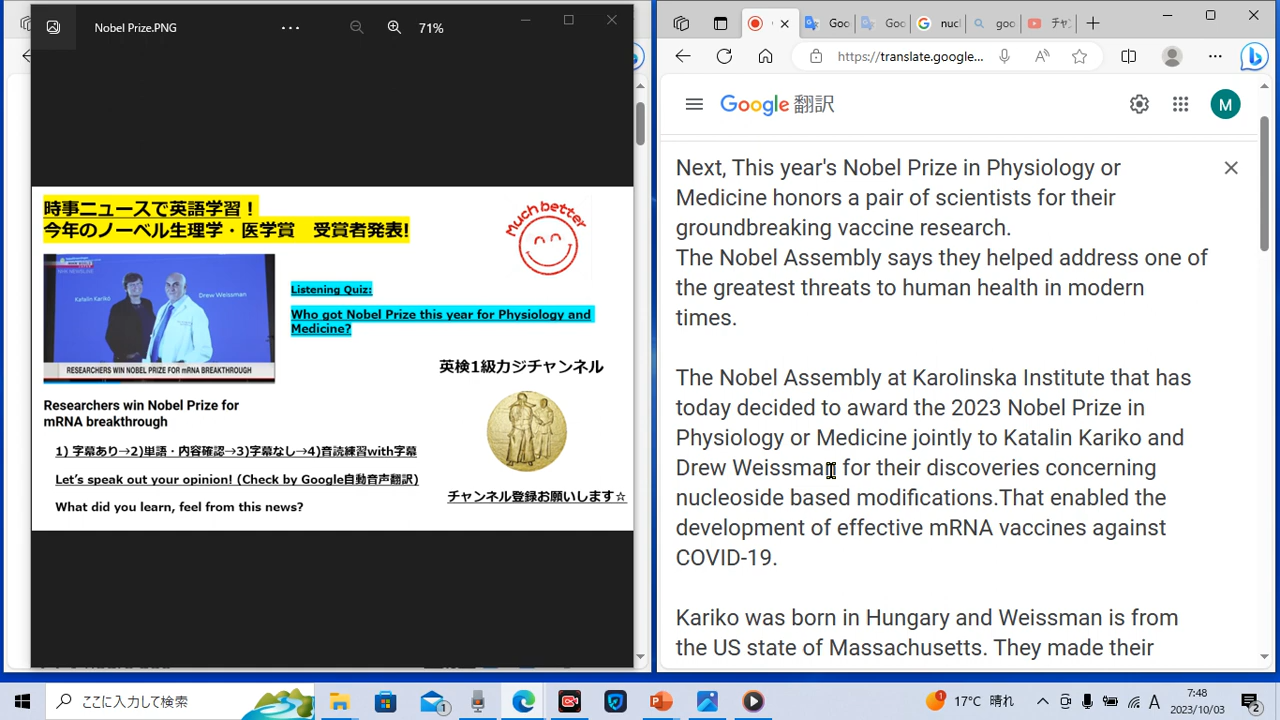 Nobel Prize.PNG
71%
時事ニュースで英語学習！
今年のノーベル生理学・医学賞　受賞者発表!
Much better
Katalin Karikó
Drew Weissman
RESEARCHERS WIN NOBEL PRIZE FOR mRNA BREAKTHROUGH
Listening Quiz:
Who got Nobel Prize this year for Physiology and
Medicine?
英検1級カジチャンネル
Researchers win Nobel Prize for
mRNA breakthrough
1) 字幕あり→2)単語・内容確認→3)字幕なし→4)音読練習with字幕
Let's speak out your opinion! (Check by Google自動音声翻訳)
What did you learn, feel from this news?
チャンネル登録お願いします☆
Goo
Goo
nucl
goo
チャン
https://translate.google...
Google 翻訳
M
Next, This year's Nobel Prize in Physiology or
Medicine honors a pair of scientists for their
groundbreaking vaccine research.
The Nobel Assembly says they helped address one of
the greatest threats to human health in modern
times.
The Nobel Assembly at Karolinska Institute that has
today decided to award the 2023 Nobel Prize in
Physiology or Medicine jointly to Katalin Kariko and
Drew Weissman for their discoveries concerning
nucleoside based modifications.That enabled the
development of effective mRNA vaccines against
COVID-19.
Kariko was born in Hungary and Weissman is from
the US state of Massachusetts. They made their
ここに入力して検索
1
1
17°C 晴れ
A
7:48
2023/10/03
2